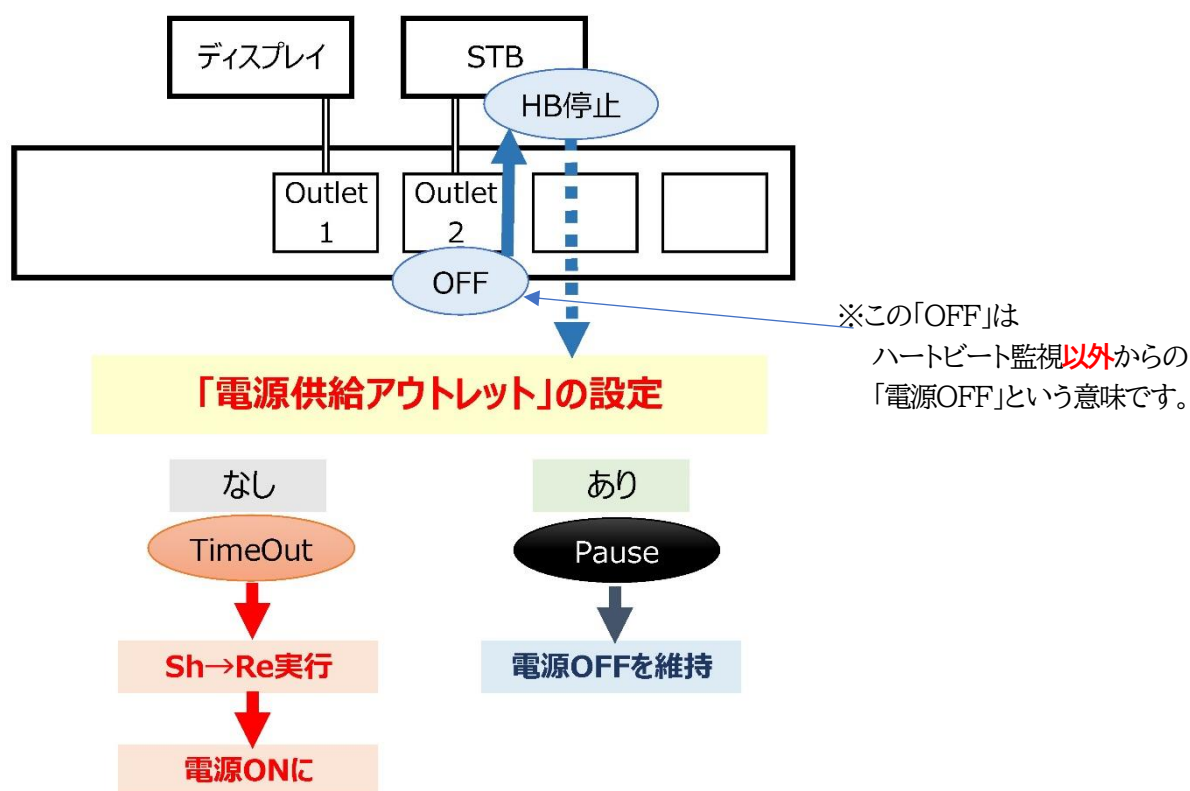 ディスプレイ
STB
HB停止
Outlet
1
Outlet
2
OFF
※この「OFF」は
ハートビート監視以外からの
「電源OFF」という意味です。
「電源供給アウトレット」の設定
なし
あり
TimeOut
Pause
Sh→Re実行
電源OFFを維持
電源ONに